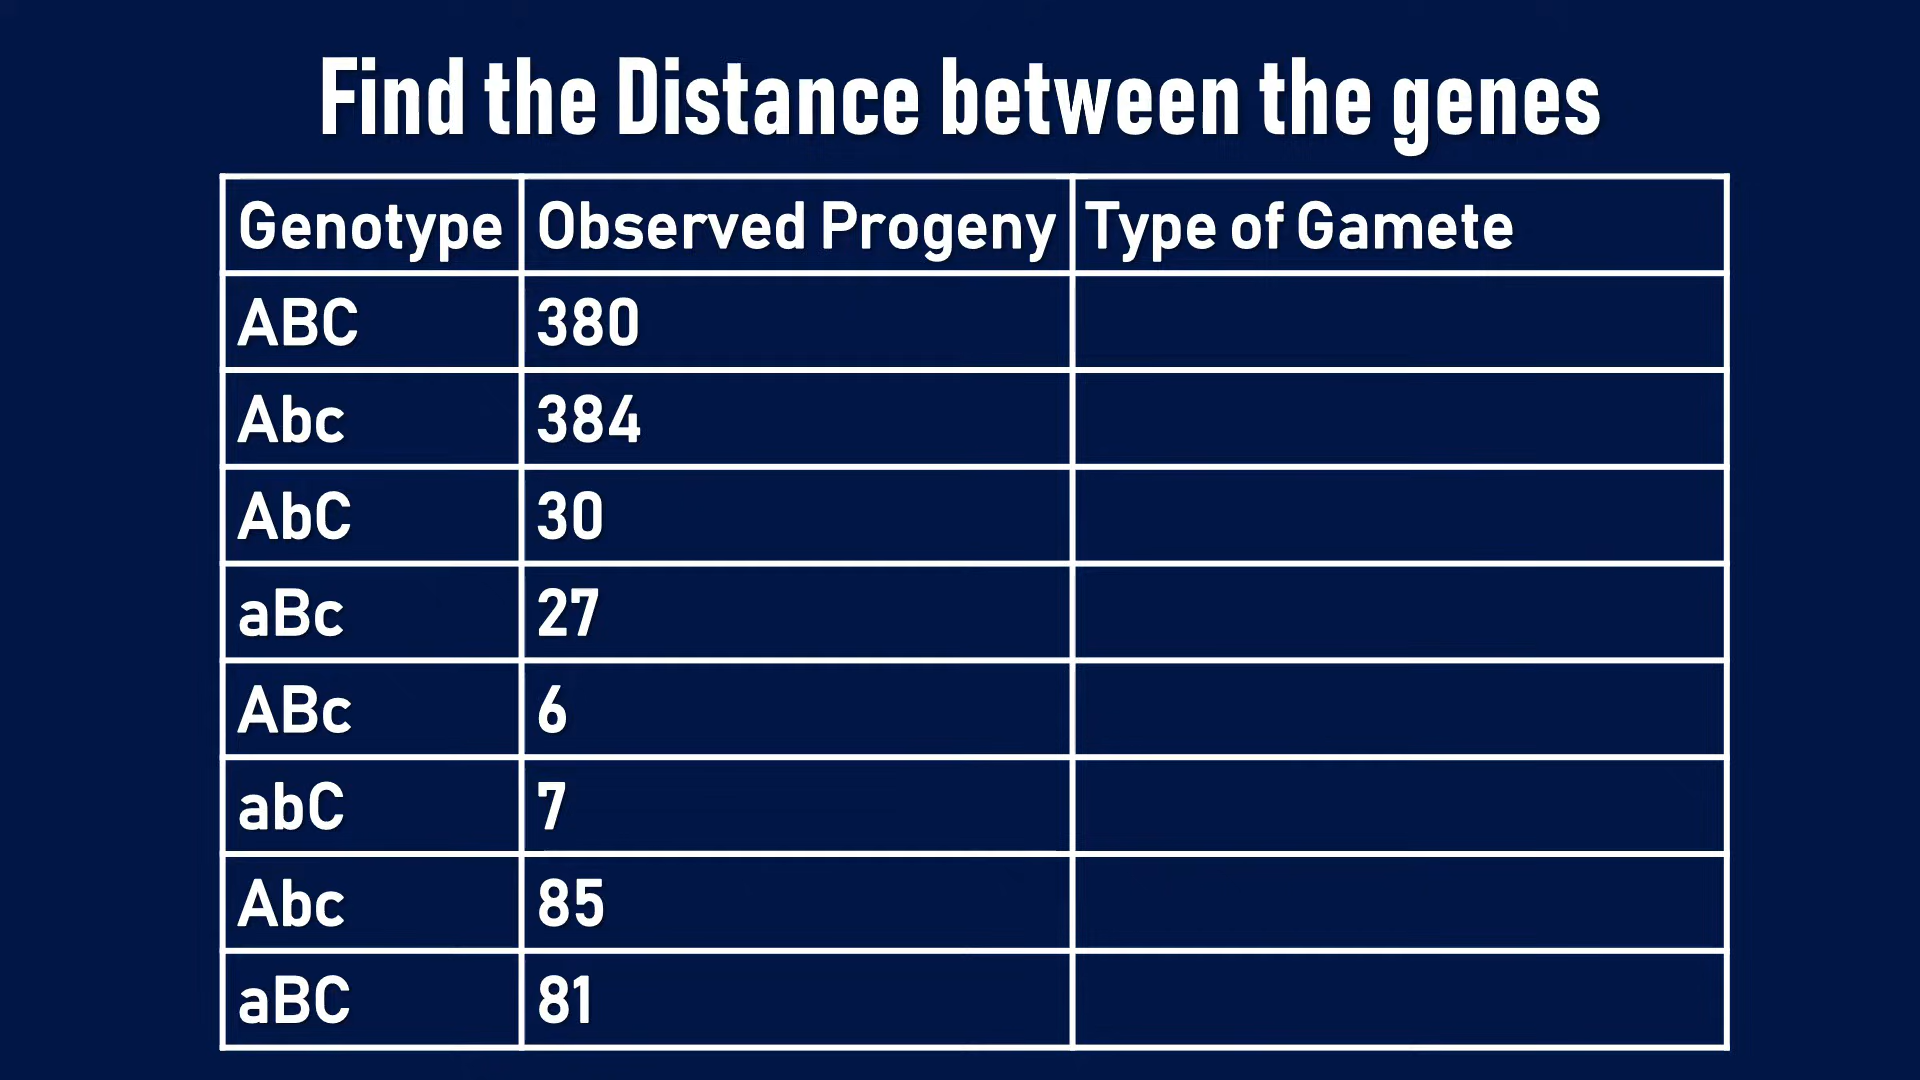 Find the Distance between the genes
Genotype Observed Progeny Type of Gamete
ABC 380
Abc 384
AbC 30
aBc 27
ABc 6
abC 7
Abc 85
aBC 81